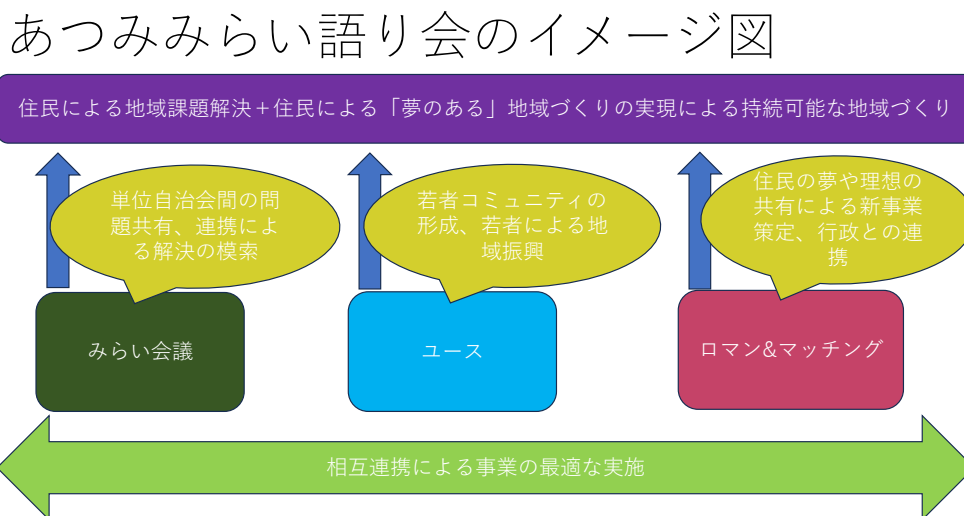 あつみみらい語り会のイメージ図
住民による地域課題解決＋住民による「夢のある」地域づくりの実現による持続可能な地域づくり
単位自治会間の問
題共有、連携によ
る解決の模索
若者コミュニティの
形成、若者による地
域振興
住民の夢や理想の
共有による新事業
策定、行政との連
携
みらい会議
ユース
ロマン&マッチング
相互連携による事業の最適な実施